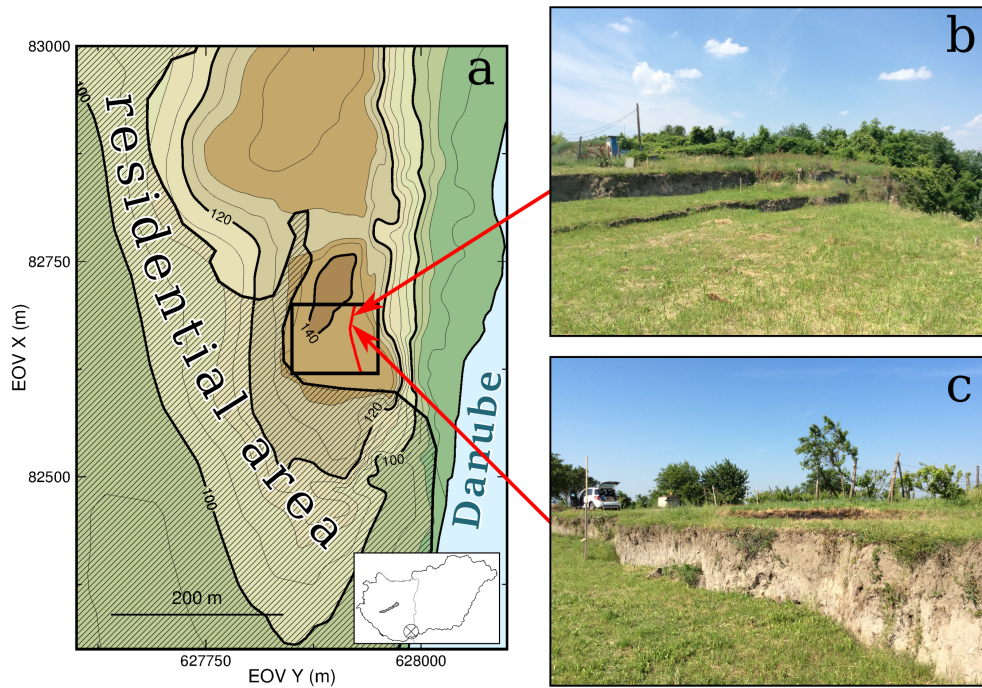 a
83000
82750
82500
EOV X (m)
100
120
140
120
100
100
residential area
Danube
200 m
627750
628000
EOV Y (m)
b
c